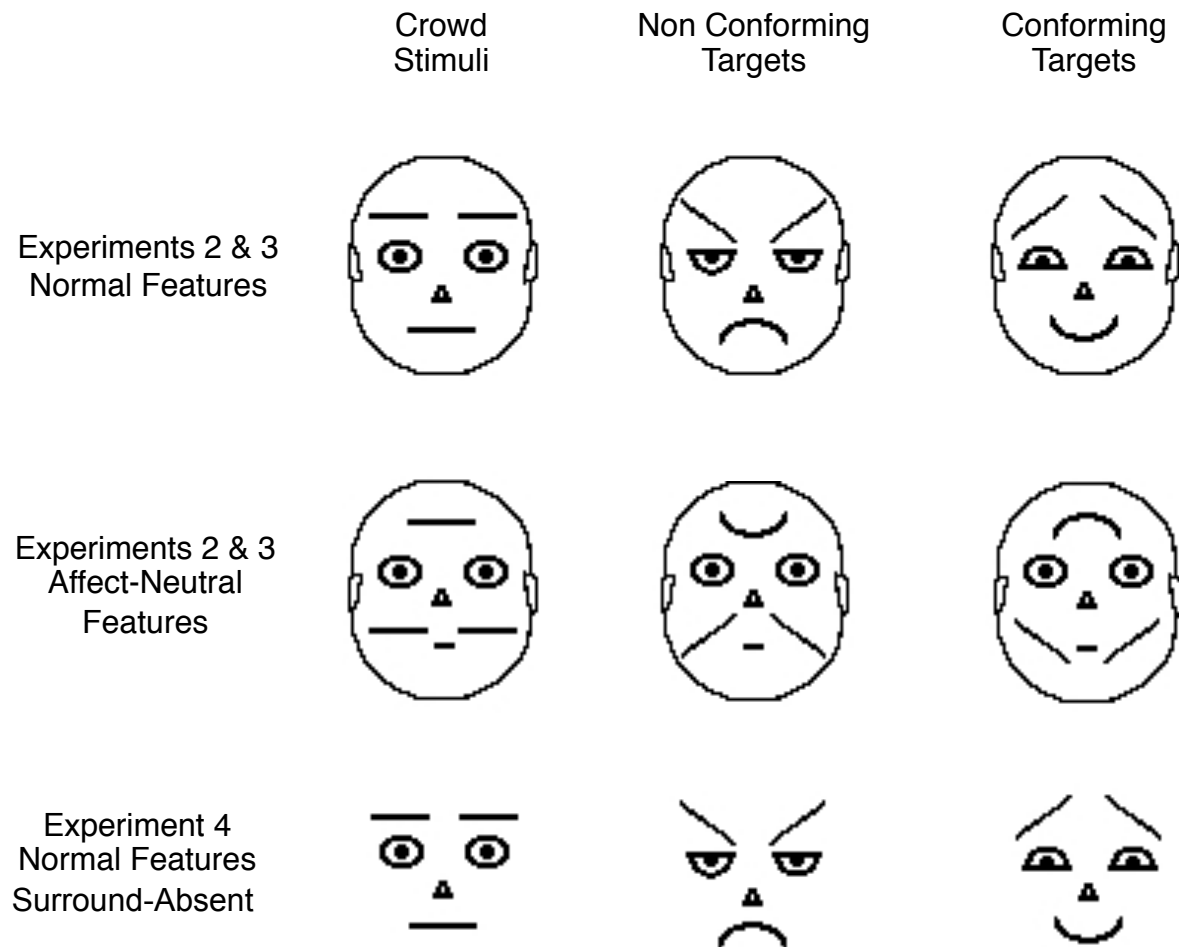 Crowd
Stimuli
Non Conforming
Targets
Conforming
Targets
Experiments 2 & 3
Normal Features
Experiments 2 & 3
Affect-Neutral
Features
Experiment 4
Normal Features
Surround-Absent